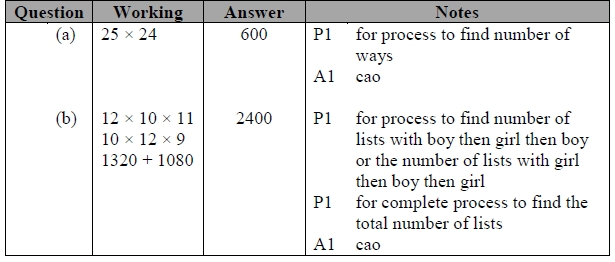 Question Working Answer Notes
(a) 25 × 24 600 P1 for process to find number of
ways
A1 cao
(b) 12 × 10 × 11 2400 P1 for process to find number of
10 × 12 × 9 lists with boy then girl then boy
1320 + 1080 or the number of lists with girl
then boy then girl
P1 for complete process to find the
total number of lists
A1 cao